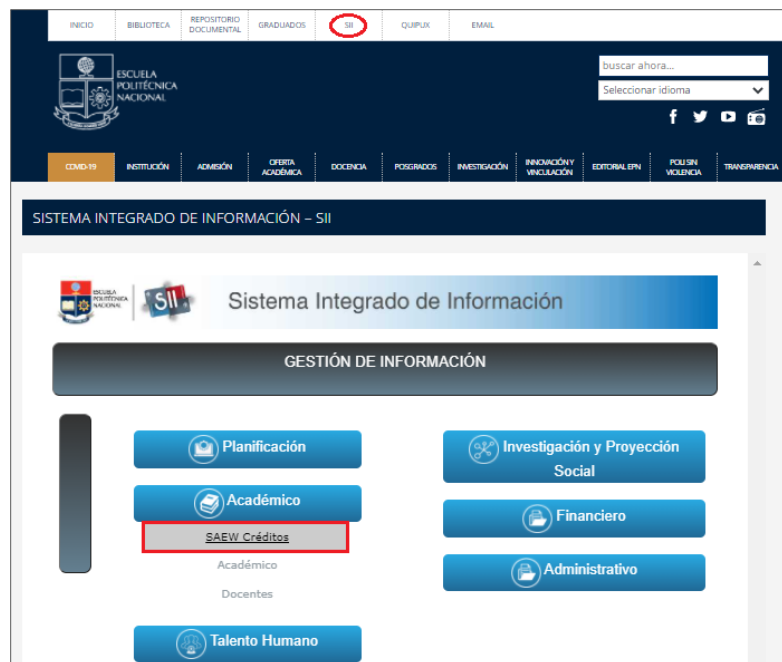 INICIO
BIBLIOTECA
REPOSITORIO
DOCUMENTAL
GRADUADOS
SII
QUIPUX
EMAIL
ESCUELA
POLITÉCNICA
NACIONAL
buscar ahora...
Seleccionar idioma
COVID-19
INSTITUCIÓN
ADMISIÓN
OFERTA
ACADÉMICA
DOCENCIA
POSGRADOS
INVESTIGACIÓN
INNOVACIÓN Y
VINCULACIÓN
EDITORIAL EPN
POLI SIN
VIOLENCIA
TRANSPARENCIA
SISTEMA INTEGRADO DE INFORMACIÓN – SII
ESCUELA
POLITÉCNICA
NACIONAL
SII
Sistema Integrado de Información
GESTIÓN DE INFORMACIÓN
Planificación
Académico
SAEW Créditos
Académico
Docentes
Talento Humano
Investigación y Proyección
Social
Financiero
Administrativo